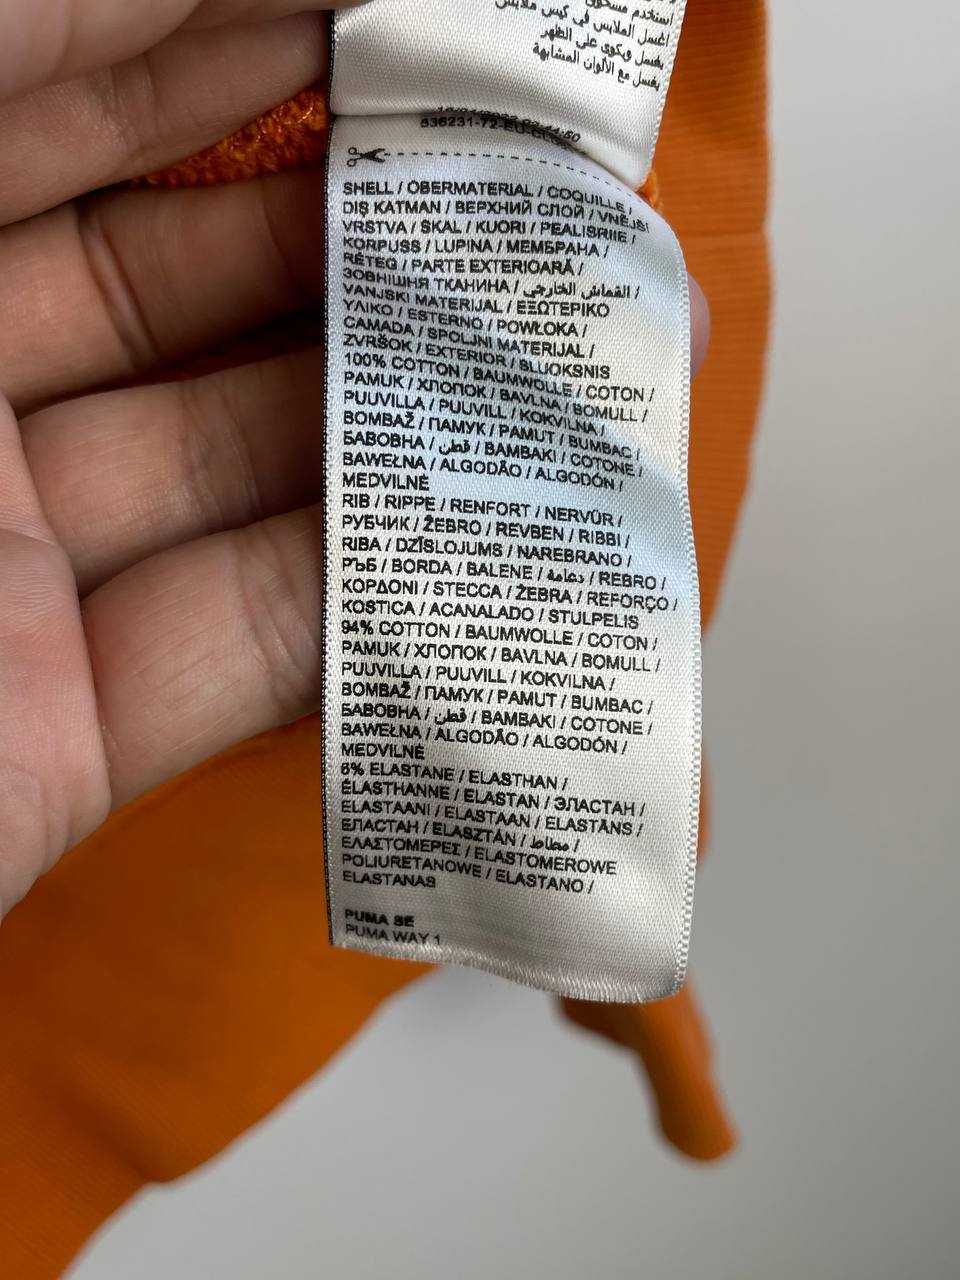 استخدم مسحوق
اغسل الملابس في كيس ملابس
يغسل ويكوى على الظهر
يغسل مع الألوان المشابهة
536231-72-EU-
SHELL / OBERMATERIAL / COQUILLE /
DIŞ KATMAN / ВЕРХНИЙ СЛОЙ / VNĚJŠÍ
VRSTVA / SKAL / KUORI / PEALISRIIE /
KORPUSS / LUPINA / МЕМБРАНА /
RÉTEG / PARTE EXTERIOARĂ /
ЗОВНІШНЯ ТКАНИНА / القماش الخارجي /
VANJSKI MATERIJAL / ΕΞΩΤΕΡΙΚΟ
ΥΛΙΚΟ / ESTERNO / POWŁOKA /
CAMADA / SPOLJNI MATERIJAL /
ZVRŠOK / EXTERIOR / SLUOKSNIS
100% COTTON / BAUMWOLLE / COTON /
PAMUK / ХЛОПОК / BAVLNA / BOMULL /
PUUVILLA / PUUVILL / KOKVILNA /
BOMBAŽ / ПАМУК / PAMUT / BUMBAC /
БАВОВНА / قطن / BAMBAKI / COTONE /
BAWEŁNA / ALGODÃO / ALGODÓN /
MEDVILNĖ
RIB / RIPPE / RENFORT / NERVÜR /
РУБЧИК / ŽEBRO / REVBEN / RIBBI /
RIBA / DZĪSLOJUMS / NAREBRANO /
РЪБ / BORDA / BALENE / دعامة / REBRO /
ΚΟΡΔΟΝΙ / STECCA / ŻEBRA / REFORÇO /
KOSTICA / ACANALADO / STULPELIS
94% COTTON / BAUMWOLLE / COTON /
PAMUK / ХЛОПОК / BAVLNA / BOMULL /
PUUVILLA / PUUVILL / KOKVILNA /
BOMBAŽ / ПАМУК / PAMUT / BUMBAC /
БАВОВНА / قطن / BAMBAKI / COTONE /
BAWEŁNA / ALGODÃO / ALGODÓN /
MEDVILNĖ
6% ELASTANE / ELASTHAN /
ÉLASTHANNE / ELASTAN / ЭЛАСТАН /
ELASTAANI / ELASTAAN / ELASTĀNS /
ЕЛАСТАН / ELASZTÁN / مطاط /
ΕΛΑΣΤΟΜΕΡΕΣ / ELASTOMEROWE
POLIURETANOWE / ELASTANO /
ELASTANAS
PUMA SE
PUMA WAY 1